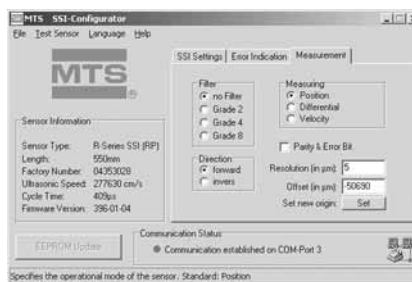 MTS SSI-Configurator
File Test Sensor Language Help
MTS
®
Sensor Information
Sensor Type: R-Series SSI (RP)
Length: 550mm
Factory Number: 04353028
Ultrasonic Speed: 277630 cm/s
Cycle Time: 409µs
Firmware Version: 396-01-04
SSI Settings Error Indication Measurement
Filter
no Filter
Grade 2
Grade 4
Grade 8
Direction
forward
invers
Measuring
Position
Differential
Velocity
Parity & Error Bit
Resolution (in µm): 5
Offset (in µm): -50690
Set new origin: Set
EEPROM Update
Communication Status
Communication established on COM-Port 3
Specifies the operational mode of the sensor. Standard: Position